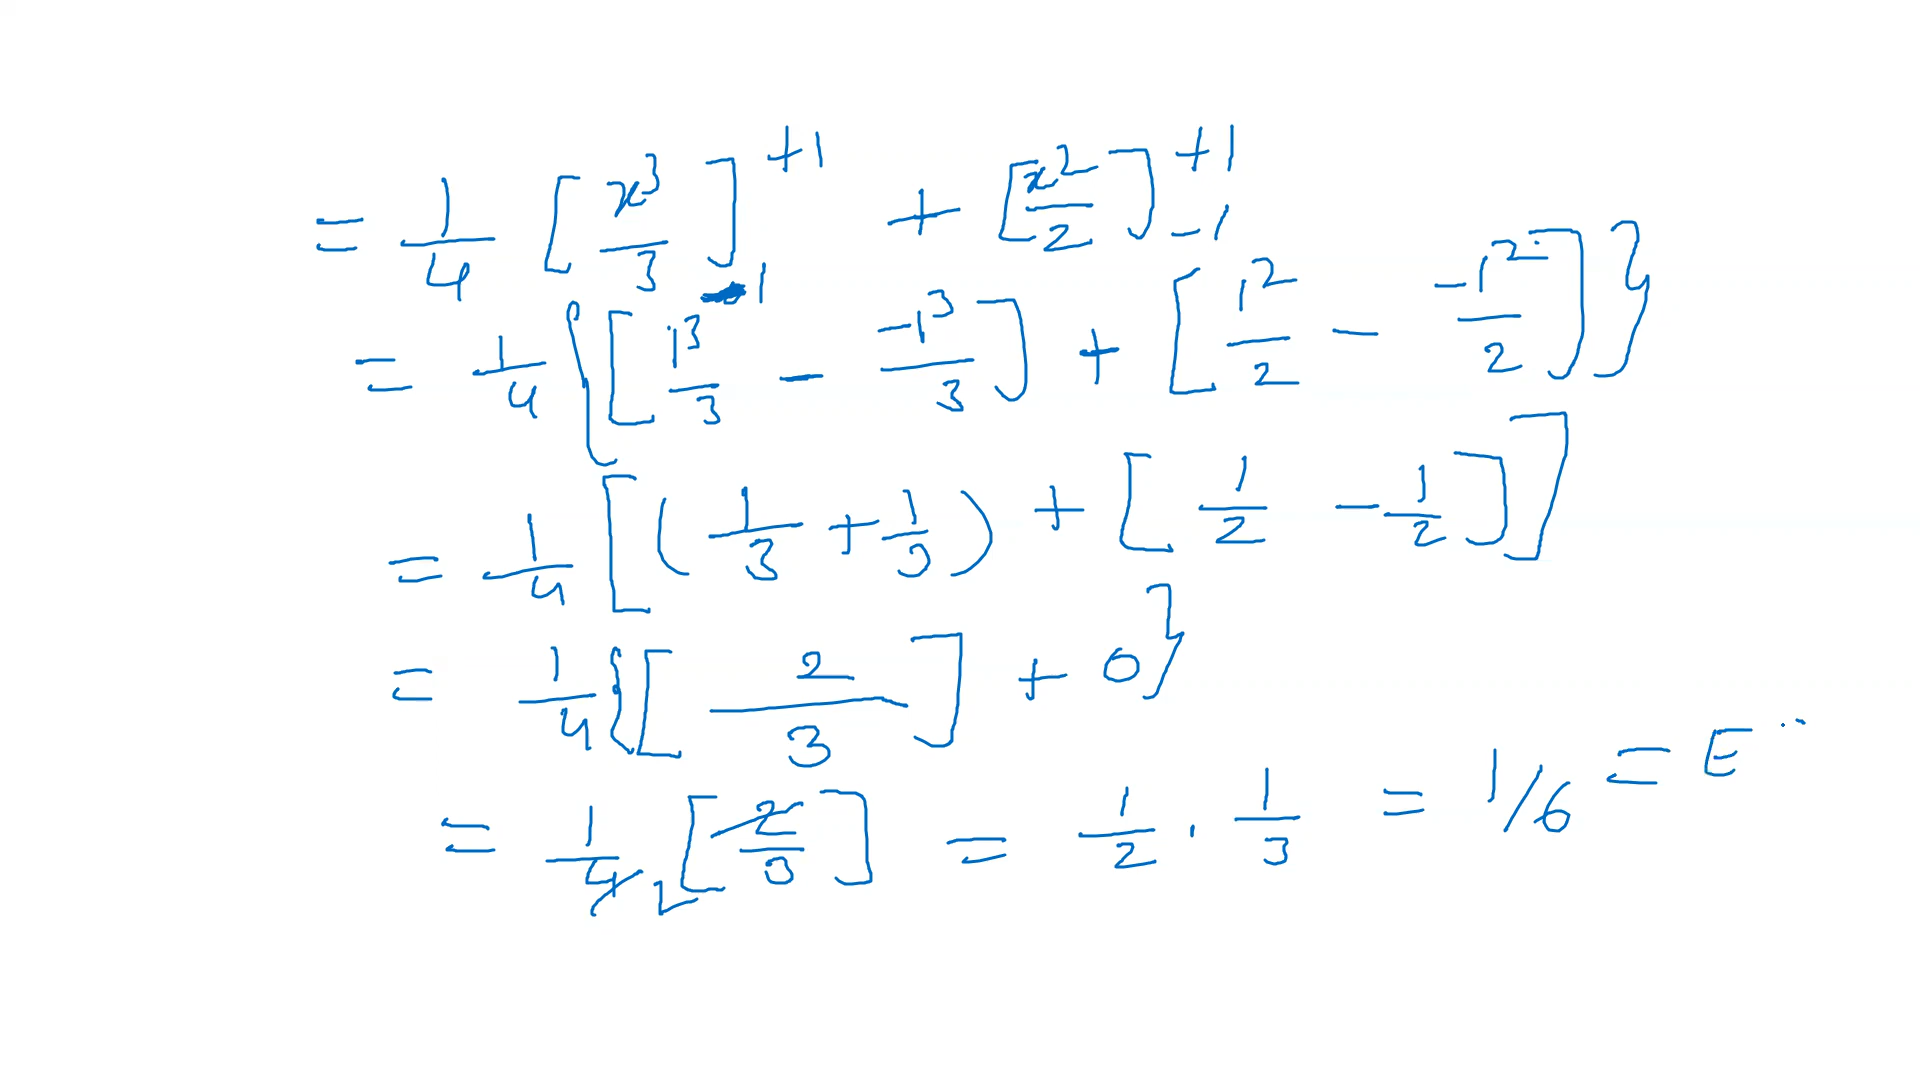 = 1/4 [x³/3]₋₁⁺¹ + [x²/2]₋₁⁺¹
= 1/4 {[1³/3 - -1³/3] + [1²/2 - -1²/2]}
= 1/4 [(1/3 + 1/3) + [1/2 - 1/2]]
= 1/4 {[2/3] + 0}
= 1/4 2 [2/3] = 1/2 . 1/3 = 1/6 = E